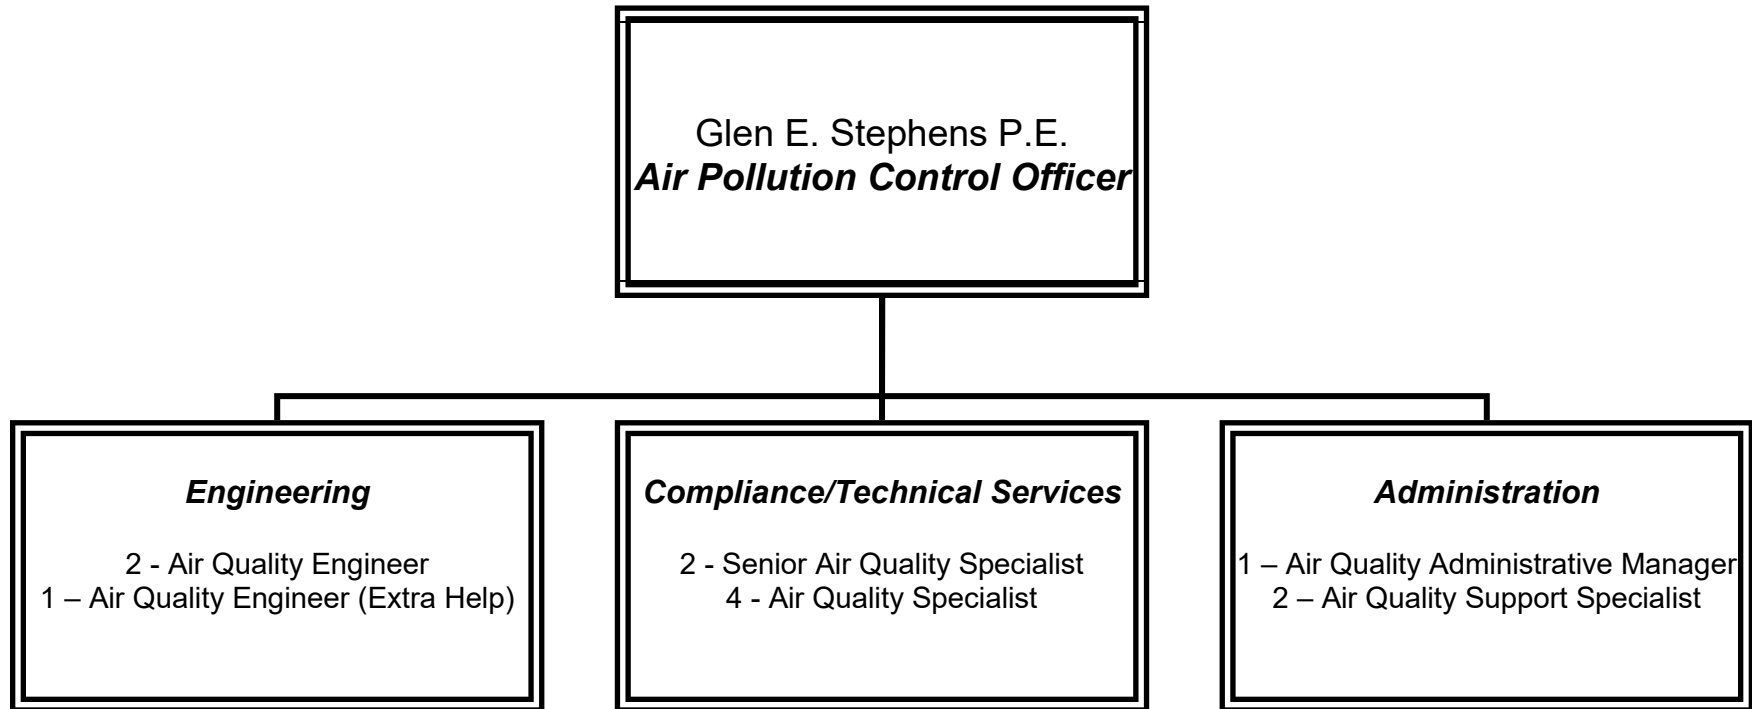 Glen E. Stephens P.E.
Air Pollution Control Officer
Engineering
2 - Air Quality Engineer
1 – Air Quality Engineer (Extra Help)
Compliance/Technical Services
2 - Senior Air Quality Specialist
4 - Air Quality Specialist
Administration
1 – Air Quality Administrative Manager
2 – Air Quality Support Specialist